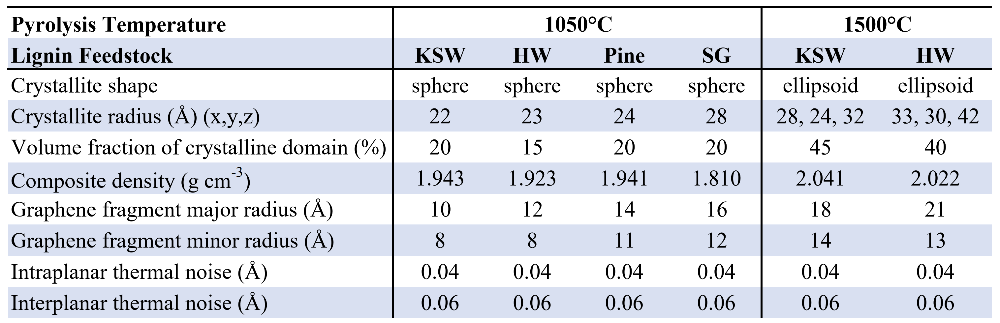 Pyrolysis Temperature 1050°C 1500°C
Lignin Feedstock KSW HW Pine SG KSW HW
Crystallite shape sphere sphere sphere sphere ellipsoid ellipsoid
Crystallite radius (Å) (x,y,z) 22 23 24 28 28, 24, 32 33, 30, 42
Volume fraction of crystalline domain (%) 20 15 20 20 45 40
Composite density (g cm⁻³) 1.943 1.923 1.941 1.810 2.041 2.022
Graphene fragment major radius (Å) 10 12 14 16 18 21
Graphene fragment minor radius (Å) 8 8 11 12 14 13
Intraplanar thermal noise (Å) 0.04 0.04 0.04 0.04 0.04 0.04
Interplanar thermal noise (Å) 0.06 0.06 0.06 0.06 0.06 0.06